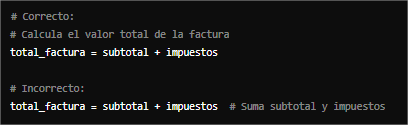 # Correcto:
# Calcula el valor total de la factura
total_factura = subtotal + impuestos
# Incorrecto:
total_factura = subtotal + impuestos  # Suma subtotal y impuestos